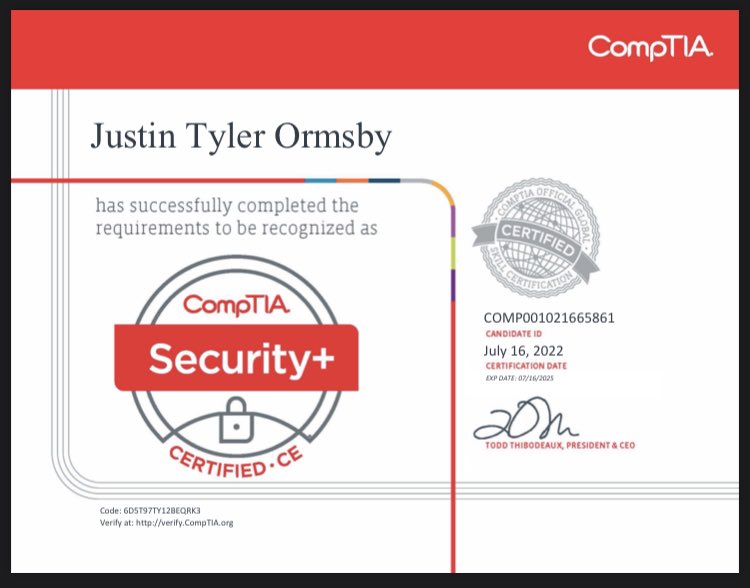 CompTIA.
Justin Tyler Ormsby
has successfully completed the
requirements to be recognized as
COMPTIA OFFICIAL GLOBAL
CERTIFIED
SKILL CERTIFICATION
CompTIA.
Security+
CERTIFIED · CE
COMP001021665861
CANDIDATE ID
July 16, 2022
CERTIFICATION DATE
EXP DATE: 07/16/2025
TODD THIBODEAUX, PRESIDENT & CEO
Code: 6D5T97TY12BEQRK3
Verify at: http://verify.CompTIA.org